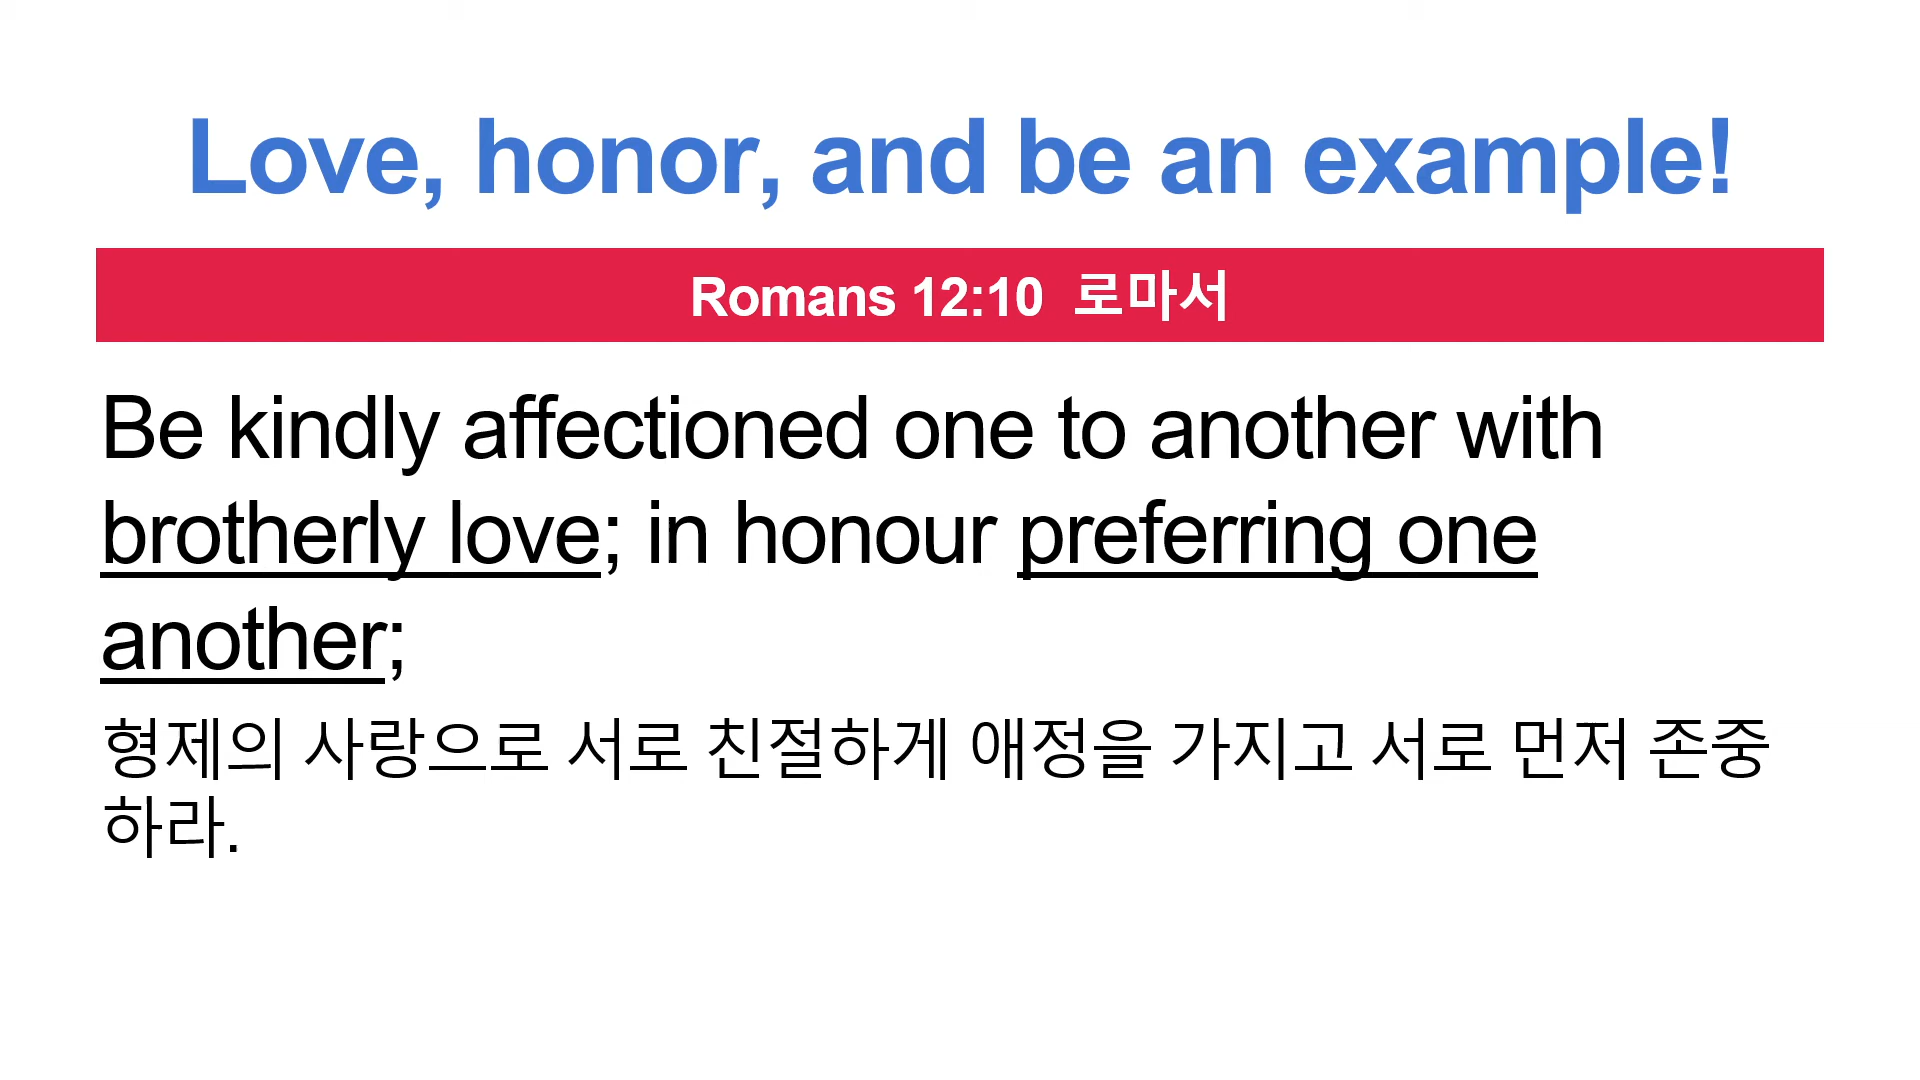 Love, honor, and be an example!
Romans 12:10 로마서
Be kindly affectioned one to another with
brotherly love; in honour preferring one
another;
형제의 사랑으로 서로 친절하게 애정을 가지고 서로 먼저 존중
하라.